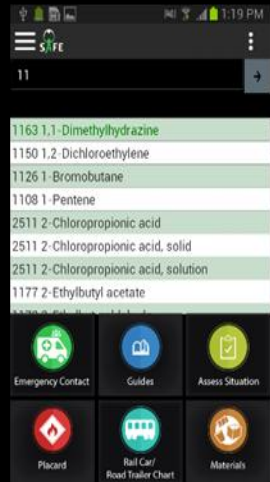 1:19 PM
SAFE
11
1163 1,1-Dimethylhydrazine
1150 1,2-Dichloroethylene
1126 1-Bromobutane
1108 1-Pentene
2511 2-Chloropropionic acid
2511 2-Chloropropionic acid, solid
2511 2-Chloropropionic acid, solution
1177 2-Ethylbutyl acetate
Emergency Contact
Guides
Assess Situation
Placard
Rail Car/
Road Trailer Chart
Materials